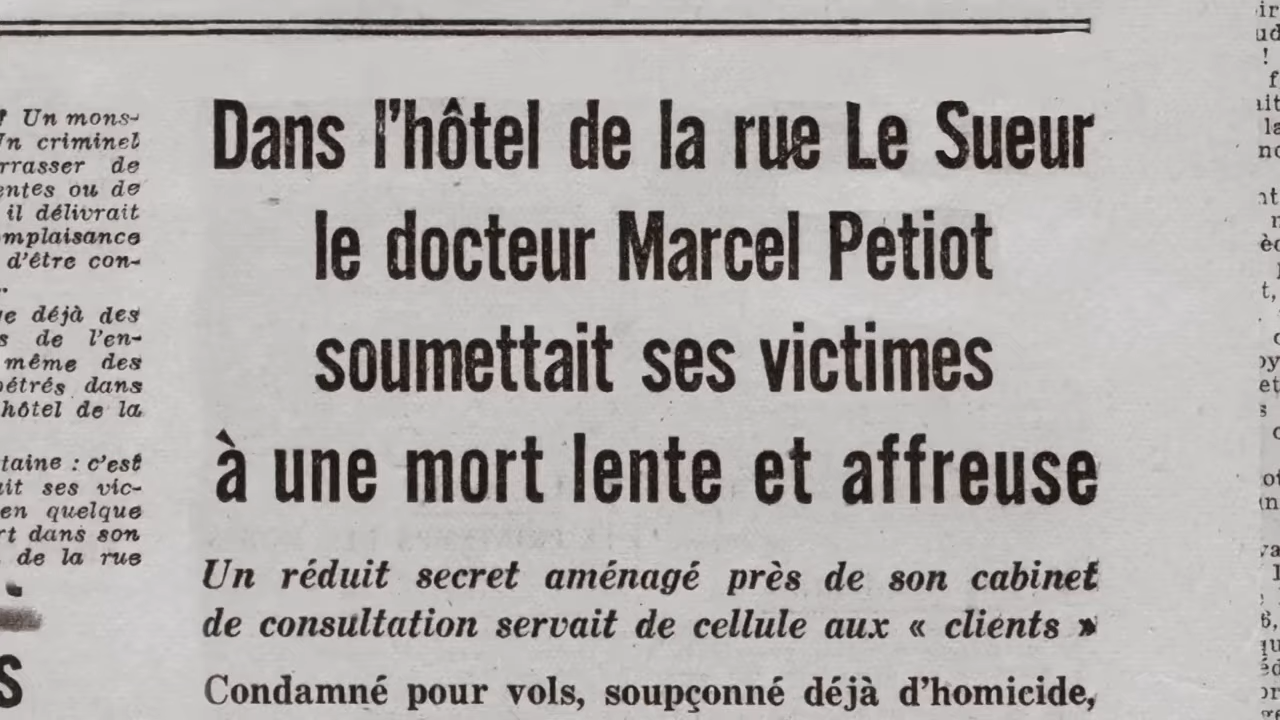 Un mons-
Un criminel
rrasser de
entes ou de
il délivrait
mplaisance
d'être con-
e déjà des
s de l'en-
même des
pétrés dans
hôtel de la
taine : c'est
it ses vic-
en quelque
rt dans son
de la rue
S
Dans l'hôtel de la rue Le Sueur
le docteur Marcel Petiot
soumettait ses victimes
à une mort lente et affreuse
Un réduit secret aménagé près de son cabinet
de consultation servait de cellule aux « clients »
Condamné pour vols, soupçonné déjà d'homicide,